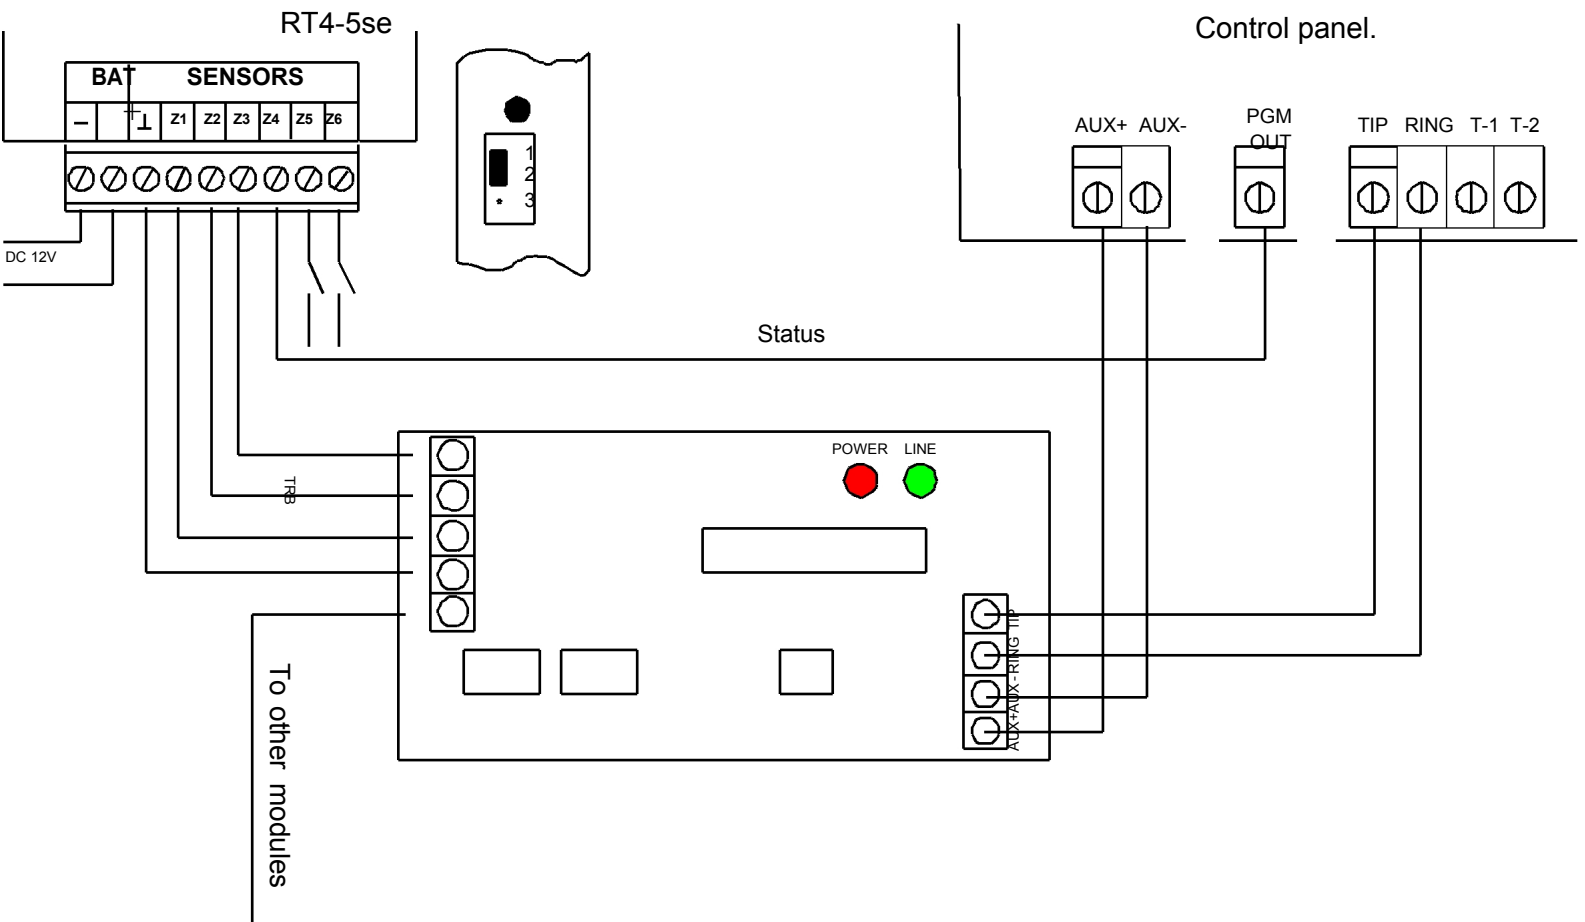 RT4-5se
Control panel.
BAT SENSORS
− + ⊥ Z1 Z2 Z3 Z4 Z5 Z6
1
2
3
AUX+ AUX-
PGM
OUT
TIP RING T-1 T-2
DC 12V
Status
POWER LINE
TRB
TIP
RING
AUX-
AUX+
To other modules